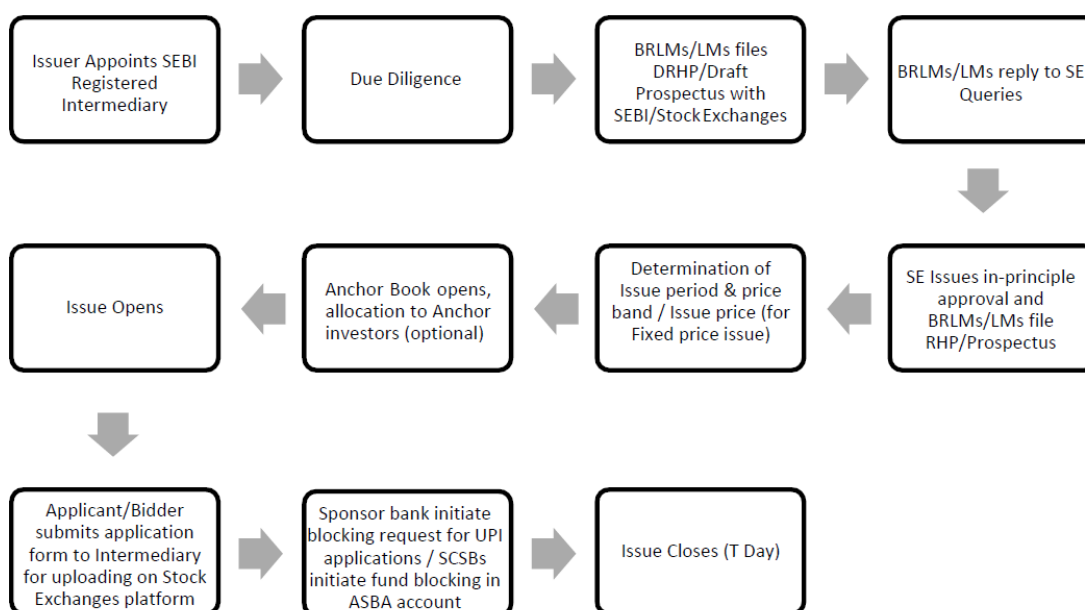 Issuer Appoints SEBI
Registered
Intermediary
Due Diligence
BRLMs/LMs files
DRHP/Draft
Prospectus with
SEBI/Stock Exchanges
BRLMs/LMs reply to SE
Queries
SE Issues in-principle
approval and
BRLMs/LMs file
RHP/Prospectus
Determination of
Issue period & price
band / Issue price (for
Fixed price issue)
Anchor Book opens,
allocation to Anchor
investors (optional)
Issue Opens
Applicant/Bidder
submits application
form to Intermediary
for uploading on Stock
Exchanges platform
Sponsor bank initiate
blocking request for UPI
applications / SCSBs
initiate fund blocking in
ASBA account
Issue Closes (T Day)